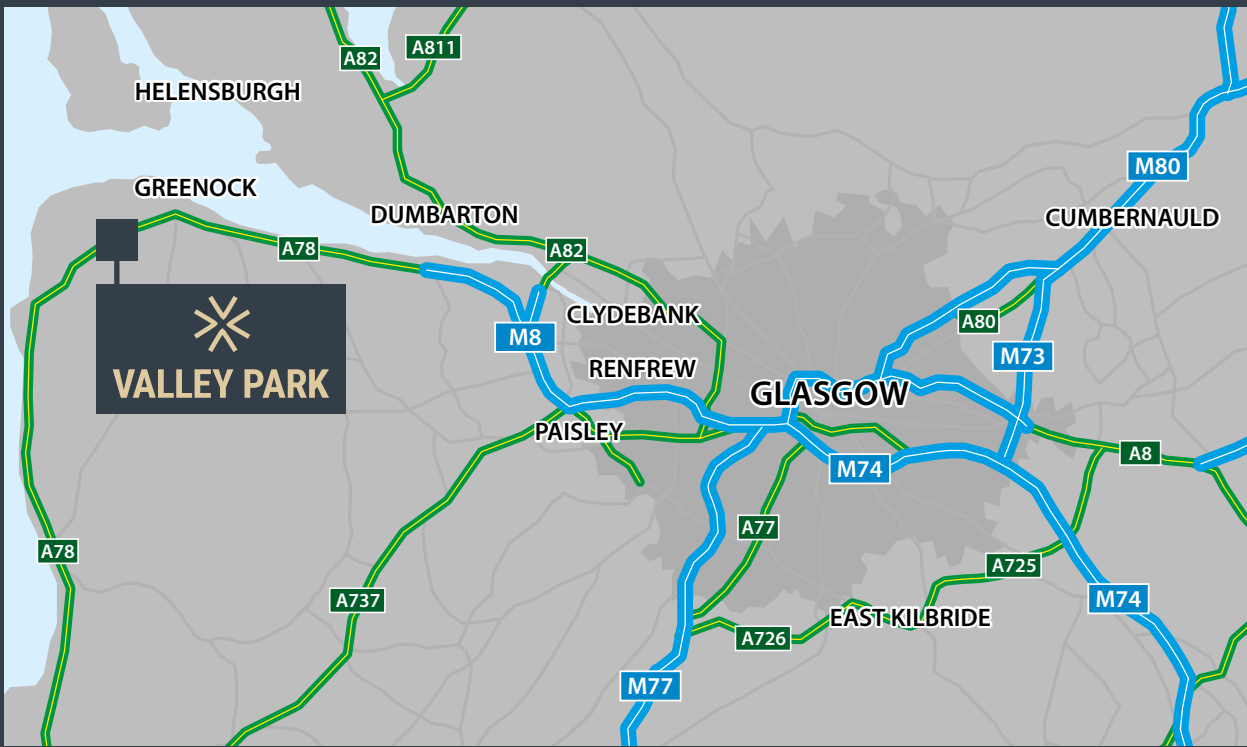 A82
A811
HELENSBURGH
M80
GREENOCK
DUMBARTON
CUMBERNAULD
A78
A82
CLYDEBANK
A80
M8
M73
RENFREW
VALLEY PARK
GLASGOW
PAISLEY
A8
M74
A77
A78
A725
A737
M74
EAST KILBRIDE
A726
M77